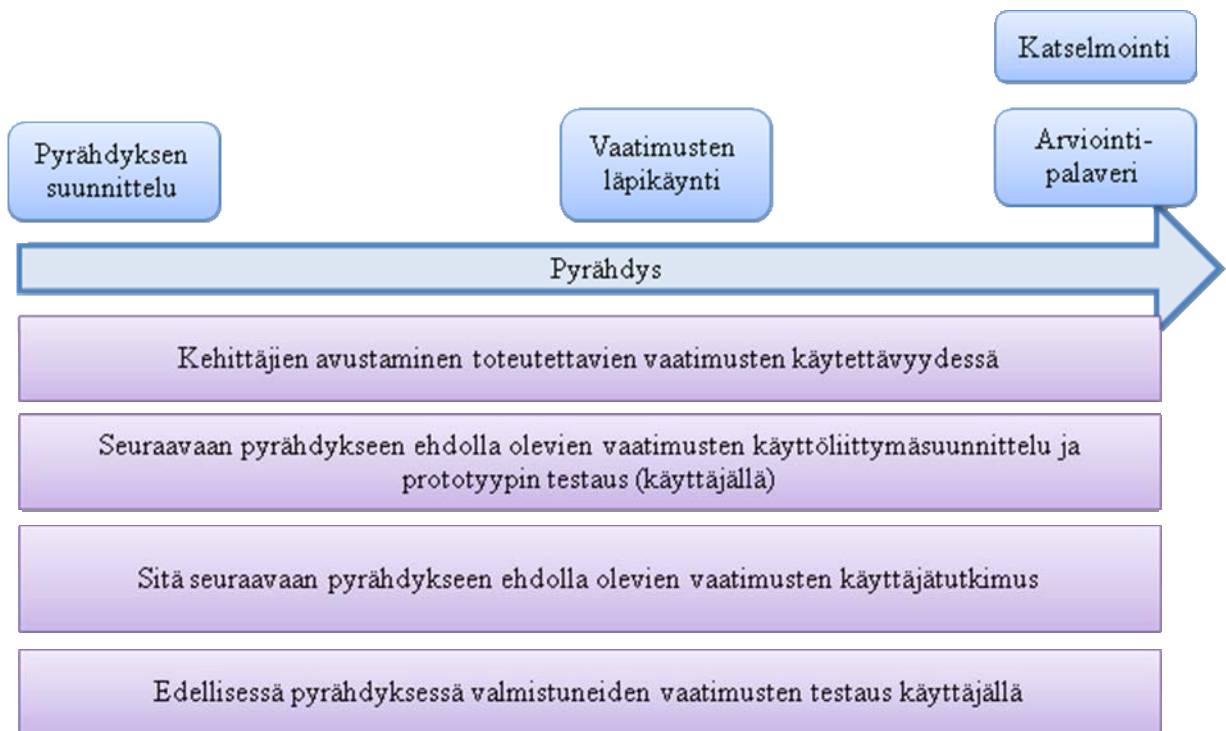 Katselmointi
Pyrähdyksen
suunnittelu
Vaatimusten
läpikäynti
Arviointi-
palaveri
Pyrähdys
Kehittäjien avustaminen toteutettavien vaatimusten käytettävyydessä
Seuraavaan pyrähdykseen ehdolla olevien vaatimusten käyttöliittymäsuunnittelu ja
prototyypin testaus (käyttäjällä)
Sitä seuraavaan pyrähdykseen ehdolla olevien vaatimusten käyttäjätutkimus
Edellisessä pyrähdyksessä valmistuneiden vaatimusten testaus käyttäjällä